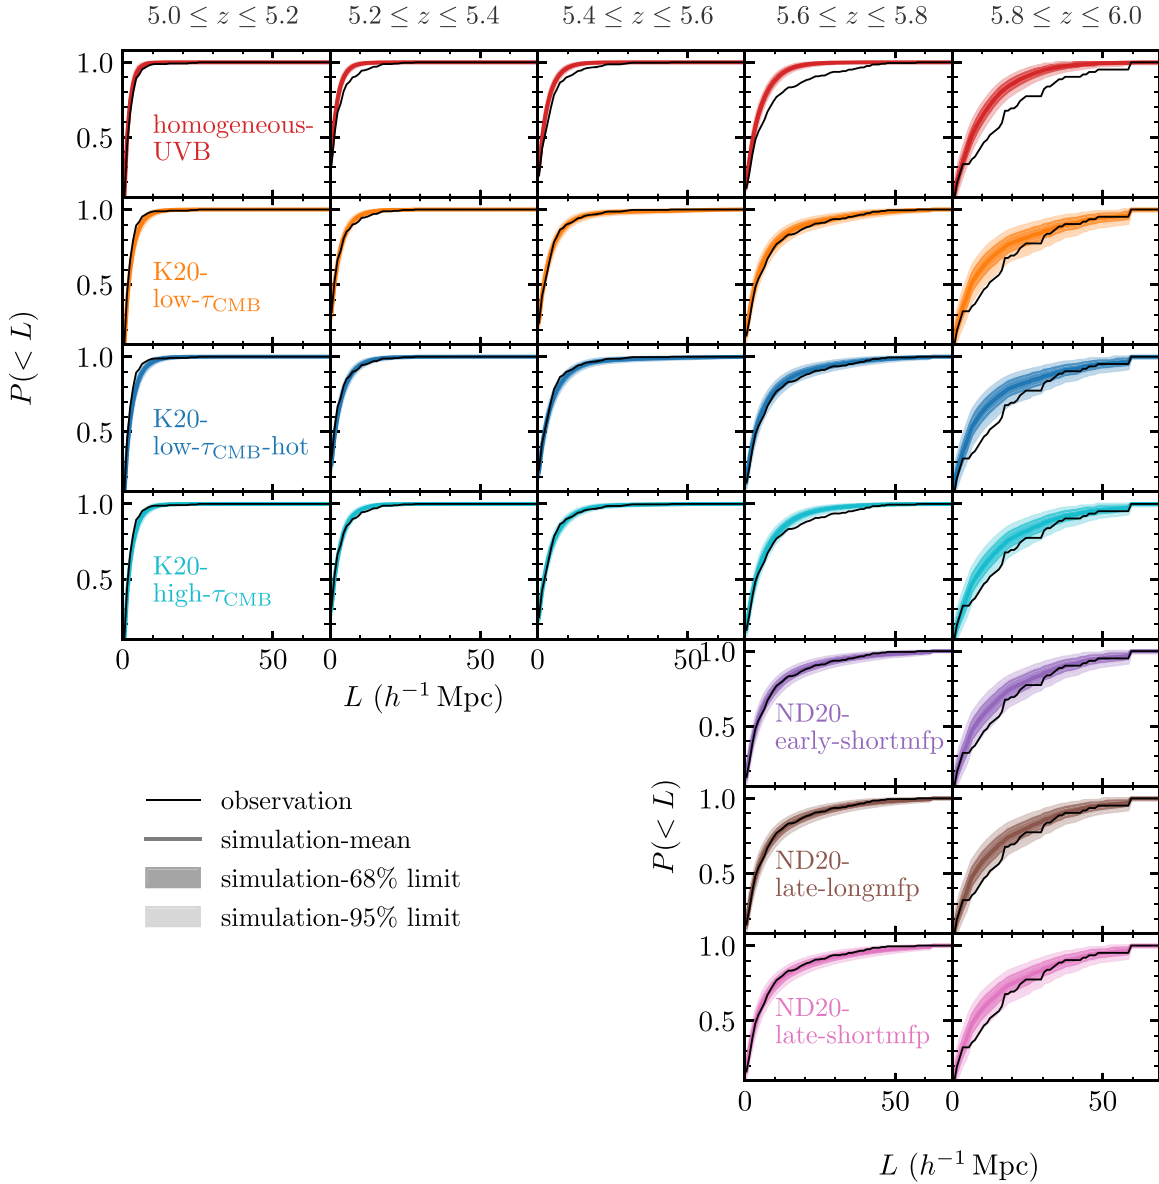 5.0 ≤ z ≤ 5.2 5.2 ≤ z ≤ 5.4 5.4 ≤ z ≤ 5.6 5.6 ≤ z ≤ 5.8 5.8 ≤ z ≤ 6.0
1.0
homogeneous-
UVB
0.5
1.0
K20-
low-τCMB
0.5
P(< L)
1.0
K20-
low-τCMB-hot
0.5
1.0
K20-
high-τCMB
0.5
0 50 0 50 0 50
L (h⁻¹ Mpc)
1.0
ND20-
early-shortmfp
0.5
observation
simulation-mean
simulation-68% limit
simulation-95% limit
P(< L)
1.0
ND20-
late-longmfp
0.5
1.0
ND20-
late-shortmfp
0.5
0 50 0 50
L (h⁻¹ Mpc)